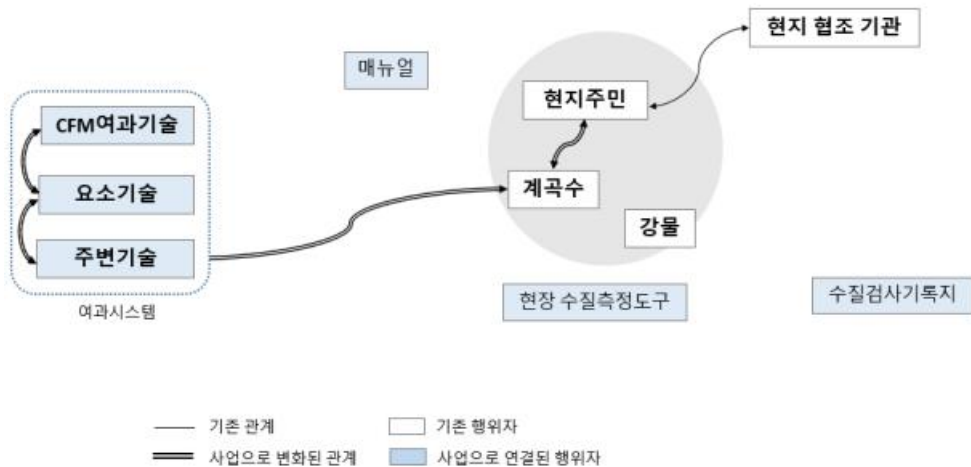 현지 협조 기관
매뉴얼
현지주민
CFM여과기술
요소기술
계곡수
강물
주변기술
여과시스템
현장 수질측정도구
수질검사기록지
기존 관계
기존 행위자
사업으로 변화된 관계
사업으로 연결된 행위자